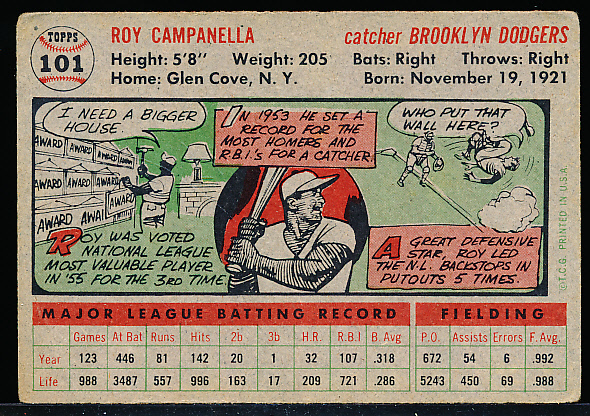 TOPPS
101
ROY CAMPANELLA
catcher BROOKLYN DODGERS
Height: 5'8" Weight: 205 Bats: Right Throws: Right
Home: Glen Cove, N. Y. Born: November 19, 1921
I NEED A BIGGER
HOUSE.
AWARD
AWARD AWARD AWARD
AWARD AWARD AWARD
AWARD AWARD
IN 1953 HE SET A
RECORD FOR THE
MOST HOMERS AND
R.B.I.'S FOR A CATCHER.
WHO PUT THAT
WALL HERE?
ROY WAS VOTED
NATIONAL LEAGUE
MOST VALUABLE PLAYER
IN '55 FOR THE 3RD TIME
A GREAT DEFENSIVE
STAR, ROY LED
THE N.L. BACKSTOPS IN
PUTOUTS 5 TIMES.
©T.C.G. PRINTED IN U.S.A
MAJOR LEAGUE BATTING RECORD FIELDING
Games At Bat Runs Hits 2b 3b H.R. R.B.I B. Avg P.O. Assists Errors F. Avg.
Year 123 446 81 142 20 1 32 107 .318 672 54 6 .992
Life 988 3487 557 996 163 17 209 721 .286 5243 450 69 .988